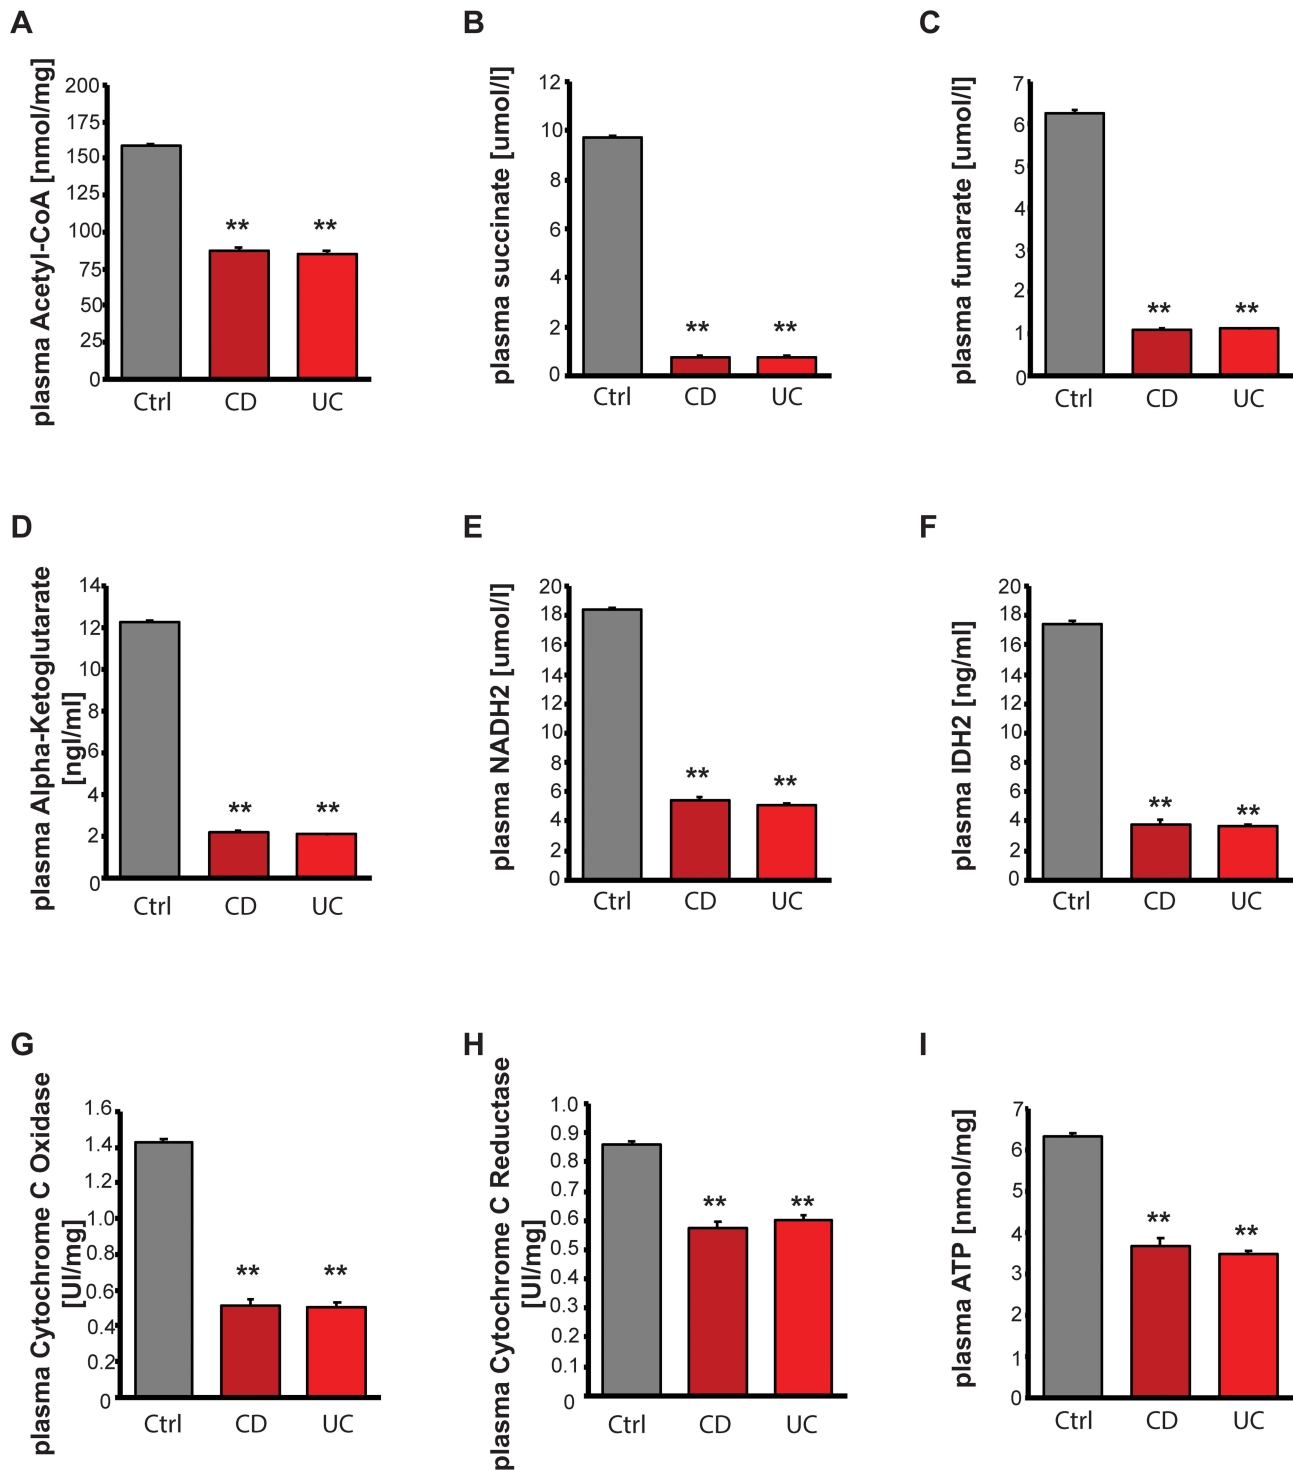 A
plasma Acetyl-CoA [nmol/mg]
200
175
150
125
100
75
50
25
0
**
**
Ctrl
CD
UC
B
plasma succinate [umol/l]
12
10
8
6
4
2
0
**
**
Ctrl
CD
UC
C
plasma fumarate [umol/l]
7
6
5
4
3
2
1
0
**
**
Ctrl
CD
UC
D
plasma Alpha-Ketoglutarate
[ngl/ml]
14
12
10
8
6
4
2
0
**
**
Ctrl
CD
UC
E
plasma NADH2 [umol/l]
20
18
16
14
12
10
8
6
4
2
0
**
**
Ctrl
CD
UC
F
plasma IDH2 [ng/ml]
20
18
16
14
12
10
8
6
4
2
0
**
**
Ctrl
CD
UC
G
plasma Cytochrome C Oxidase
[UI/mg]
1.6
1.4
1.2
1.0
0.8
0.6
0.4
0.2
0
**
**
Ctrl
CD
UC
H
plasma Cytochrome C Reductase
[UI/mg]
1.0
0.9
0.8
0.7
0.6
0.5
0.4
0.3
0.2
0.1
0
**
**
Ctrl
CD
UC
I
plasma ATP [nmol/mg]
7
6
5
4
3
2
1
0
**
**
Ctrl
CD
UC